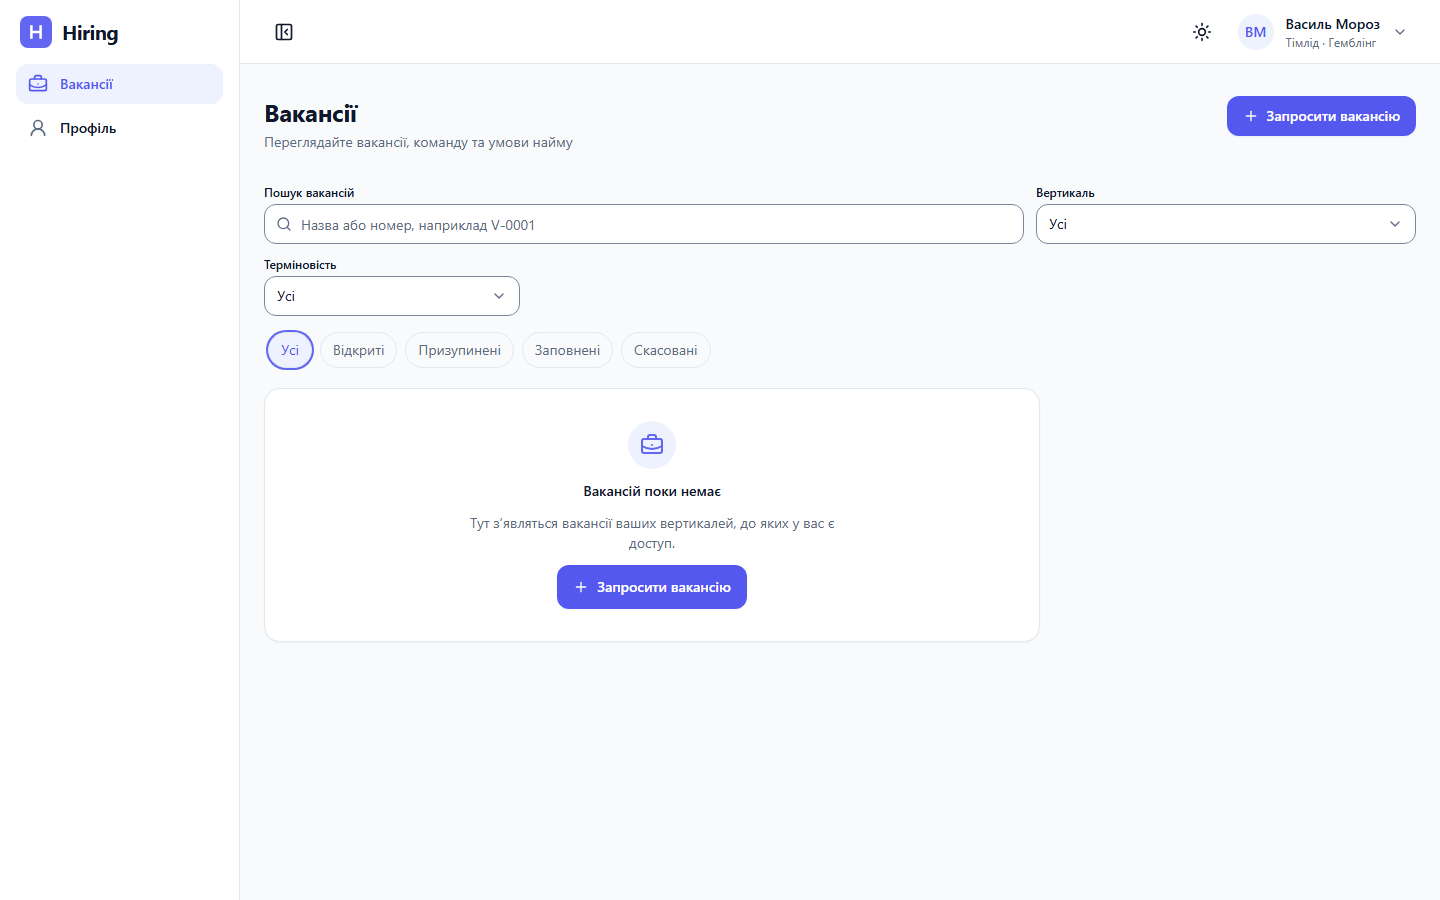 H Hiring
Вакансії
Профіль
ВМ
Василь Мороз
Тімлід · Гемблінг
Вакансії
Переглядайте вакансії, команду та умови найму
Запросити вакансію
Пошук вакансій
Назва або номер, наприклад V-0001
Вертикаль
Усі
Терміновість
Усі
Усі Відкриті Призупинені Заповнені Скасовані
Вакансій поки немає
Тут зʼявляться вакансії ваших вертикалей, до яких у вас є
доступ.
Запросити вакансію